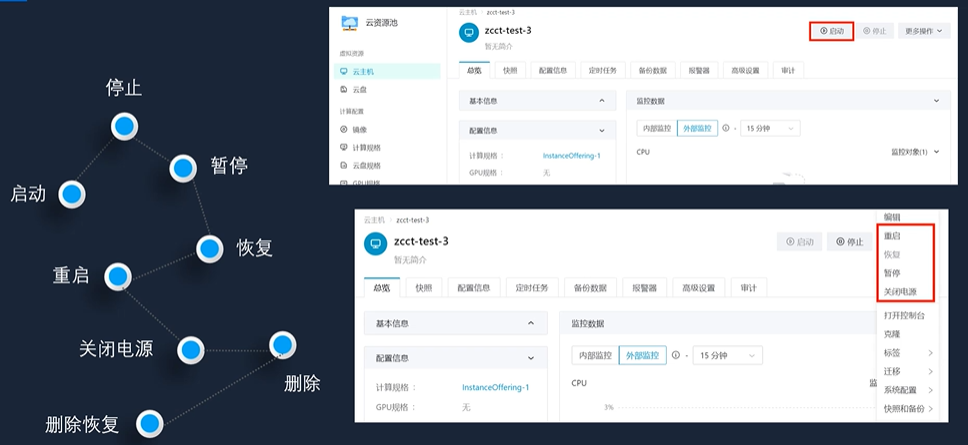 停止
暂停
启动
恢复
重启
关闭电源
删除
删除恢复
云资源池
虚拟资源
云主机
云盘
计算配置
镜像
计算规格
云盘规格
GPU规格
云主机 zcct-test-3
zcct-test-3
暂无简介
启动 停止 更多操作
总览 快照 配置信息 定时任务 备份数据 报警器 高级设置 审计
基本信息 监控数据
配置信息
内部监控 外部监控 - 15 分钟
计算规格 : InstanceOffering-1
CPU 监控对象(1)
GPU规格 : 无
云主机 zcct-test-3
zcct-test-3
暂无简介
启动 停止
总览 快照 配置信息 定时任务 备份数据 报警器 高级设置 审计
基本信息 监控数据
配置信息
内部监控 外部监控 - 15 分钟
计算规格 : InstanceOffering-1
CPU 监
GPU规格 : 无
3%
编辑
重启
恢复
暂停
关闭电源
打开控制台
克隆
标签
迁移
系统配置
快照和备份